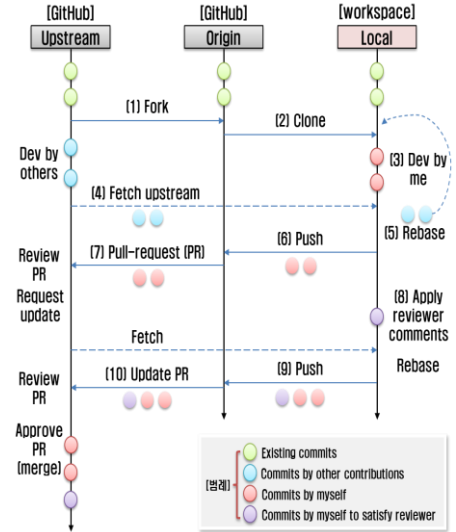 [GitHub]
[GitHub]
[workspace]
Upstream
Origin
Local
(1) Fork
(2) Clone
Dev by
others
(3) Dev by
me
(4) Fetch upstream
(5) Rebase
(6) Push
(7) Pull-request (PR)
Review
PR
Request
update
(8) Apply
reviewer
comments
Fetch
Rebase
(9) Push
(10) Update PR
Review
PR
Approve
PR
(merge)
[범례]
Existing commits
Commits by other contributions
Commits by myself
Commits by myself to satisfy reviewer